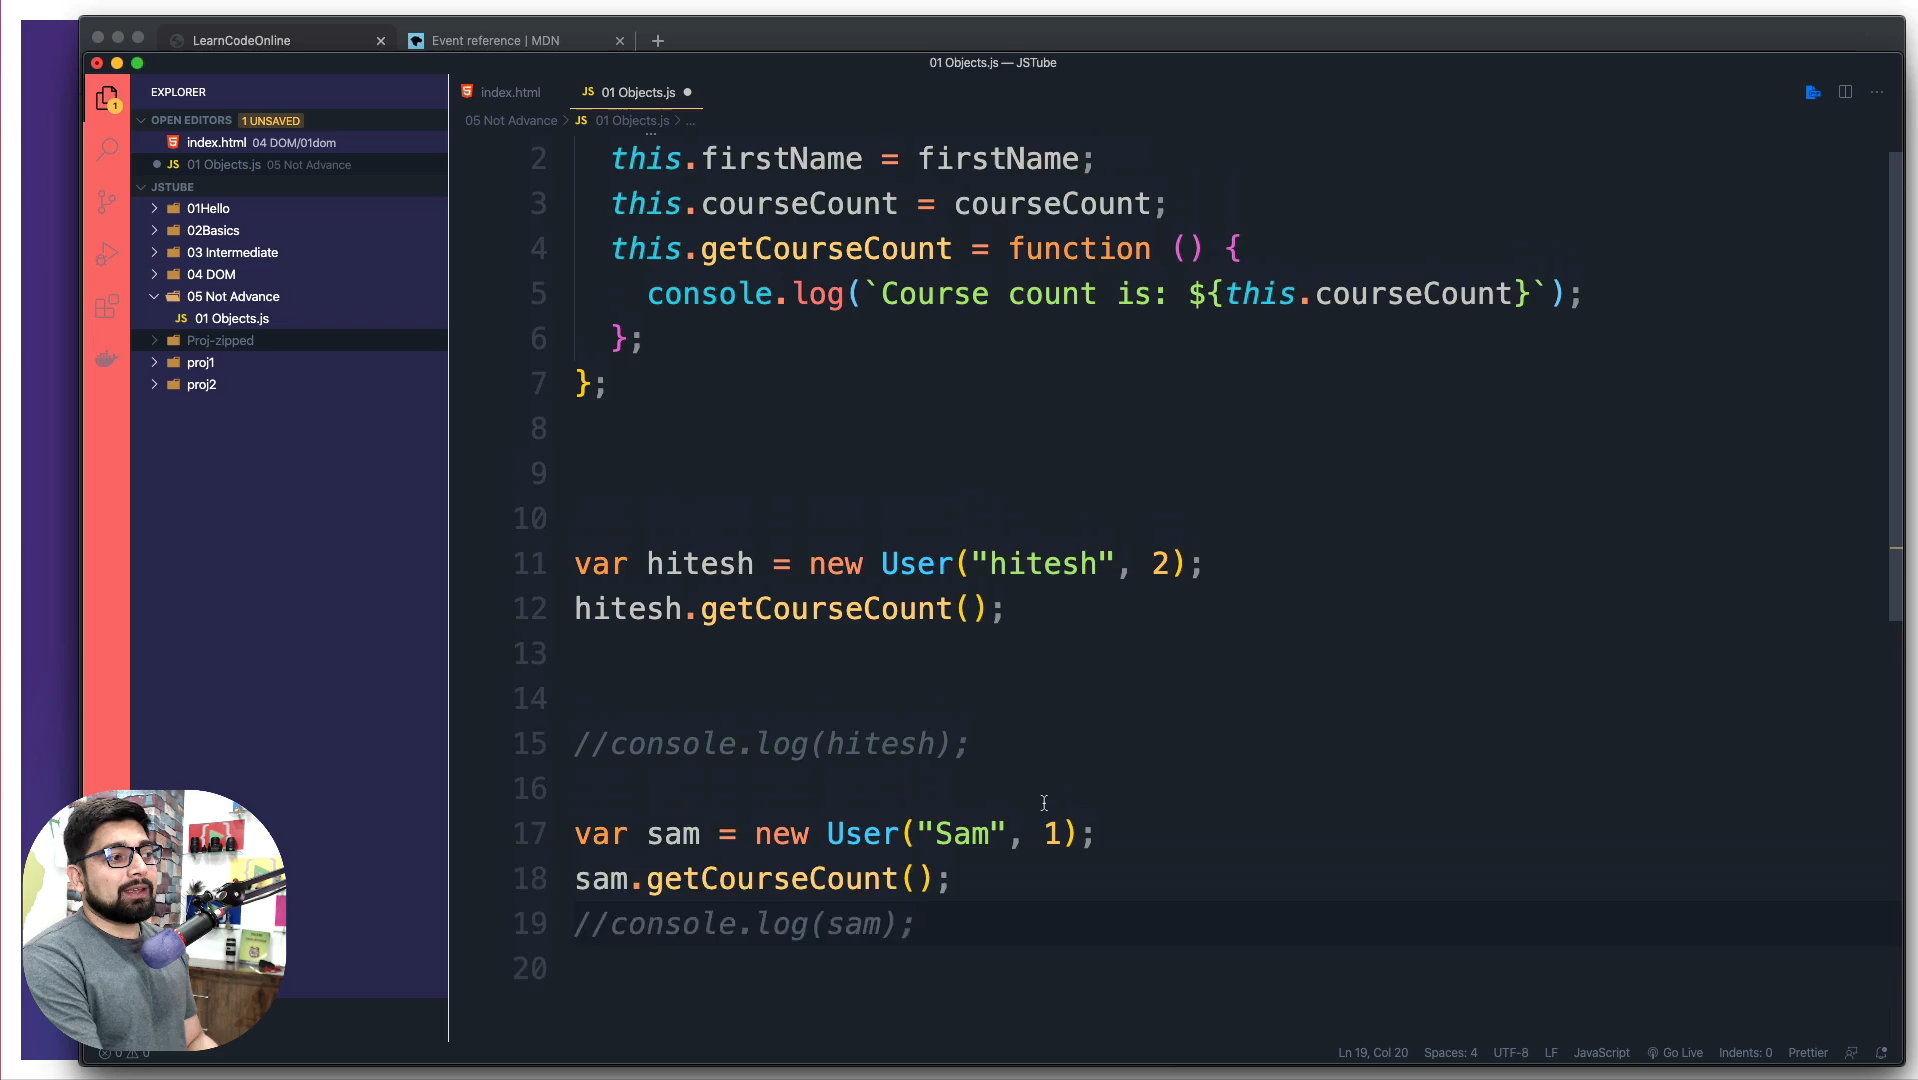 LearnCodeOnline
Event reference | MDN
01 Objects.js — JSTube
EXPLORER
OPEN EDITORS 1 UNSAVED
index.html 04 DOM/01dom
JS 01 Objects.js 05 Not Advance
JSTUBE
01Hello
02Basics
03 Intermediate
04 DOM
05 Not Advance
JS 01 Objects.js
Proj-zipped
proj1
proj2
1
index.html
JS 01 Objects.js
05 Not Advance > JS 01 Objects.js > ...
2 this.firstName = firstName;
3 this.courseCount = courseCount;
4 this.getCourseCount = function () {
5 console.log(`Course count is: ${this.courseCount}`);
6 };
7 };
8
9
10
11 var hitesh = new User("hitesh", 2);
12 hitesh.getCourseCount();
13
14
15 //console.log(hitesh);
16
17 var sam = new User("Sam", 1);
18 sam.getCourseCount();
19 //console.log(sam);
20
Ln 19, Col 20 Spaces: 4 UTF-8 LF JavaScript Go Live Indents: 0 Prettier